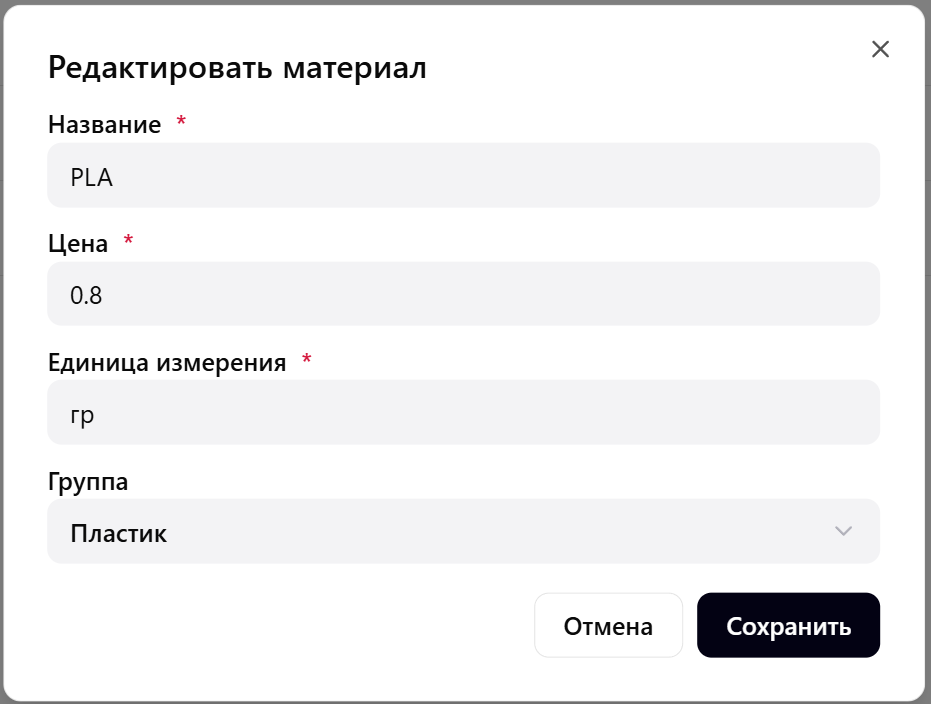 Редактировать материал
Название *
PLA
Цена *
0.8
Единица измерения *
гр
Группа
Пластик
Отмена
Сохранить